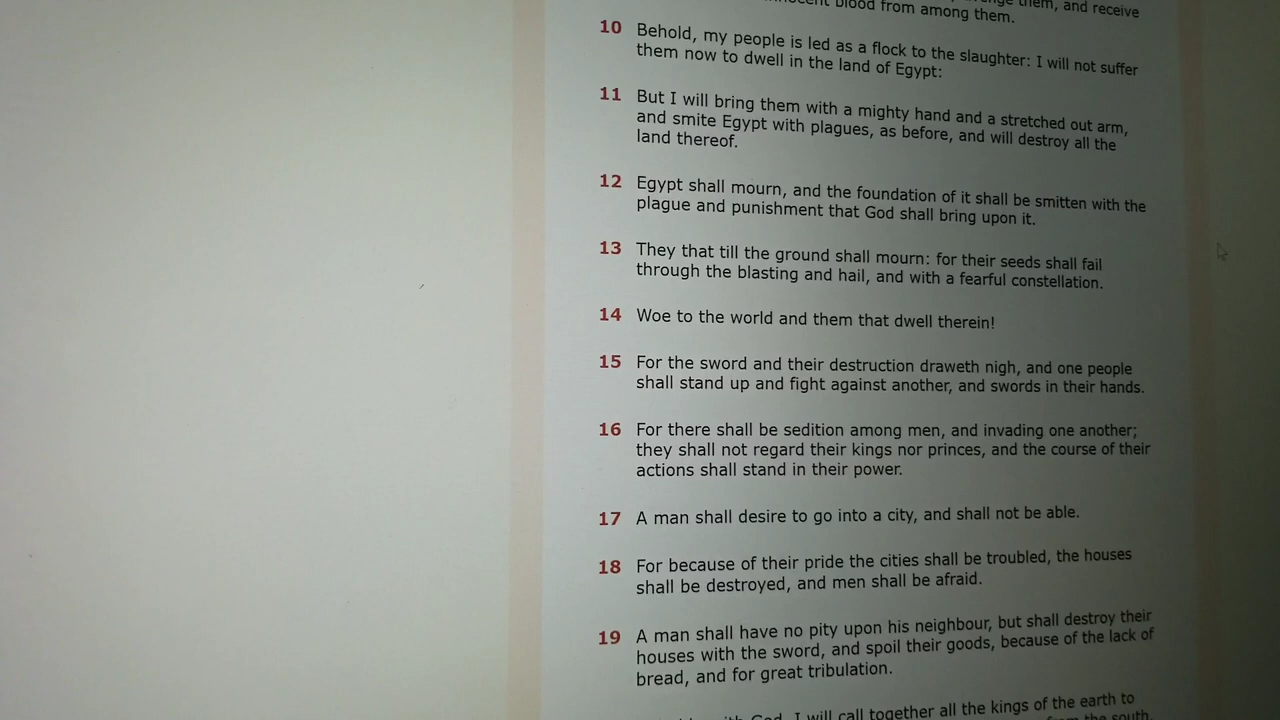 them, and receive
blood from among them.
10 Behold, my people is led as a flock to the slaughter: I will not suffer
them now to dwell in the land of Egypt:
11 But I will bring them with a mighty hand and a stretched out arm,
and smite Egypt with plagues, as before, and will destroy all the
land thereof.
12 Egypt shall mourn, and the foundation of it shall be smitten with the
plague and punishment that God shall bring upon it.
13 They that till the ground shall mourn: for their seeds shall fail
through the blasting and hail, and with a fearful constellation.
14 Woe to the world and them that dwell therein!
15 For the sword and their destruction draweth nigh, and one people
shall stand up and fight against another, and swords in their hands.
16 For there shall be sedition among men, and invading one another;
they shall not regard their kings nor princes, and the course of their
actions shall stand in their power.
17 A man shall desire to go into a city, and shall not be able.
18 For because of their pride the cities shall be troubled, the houses
shall be destroyed, and men shall be afraid.
19 A man shall have no pity upon his neighbour, but shall destroy their
houses with the sword, and spoil their goods, because of the lack of
bread, and for great tribulation.
God, I will call together all the kings of the earth to
from the south,